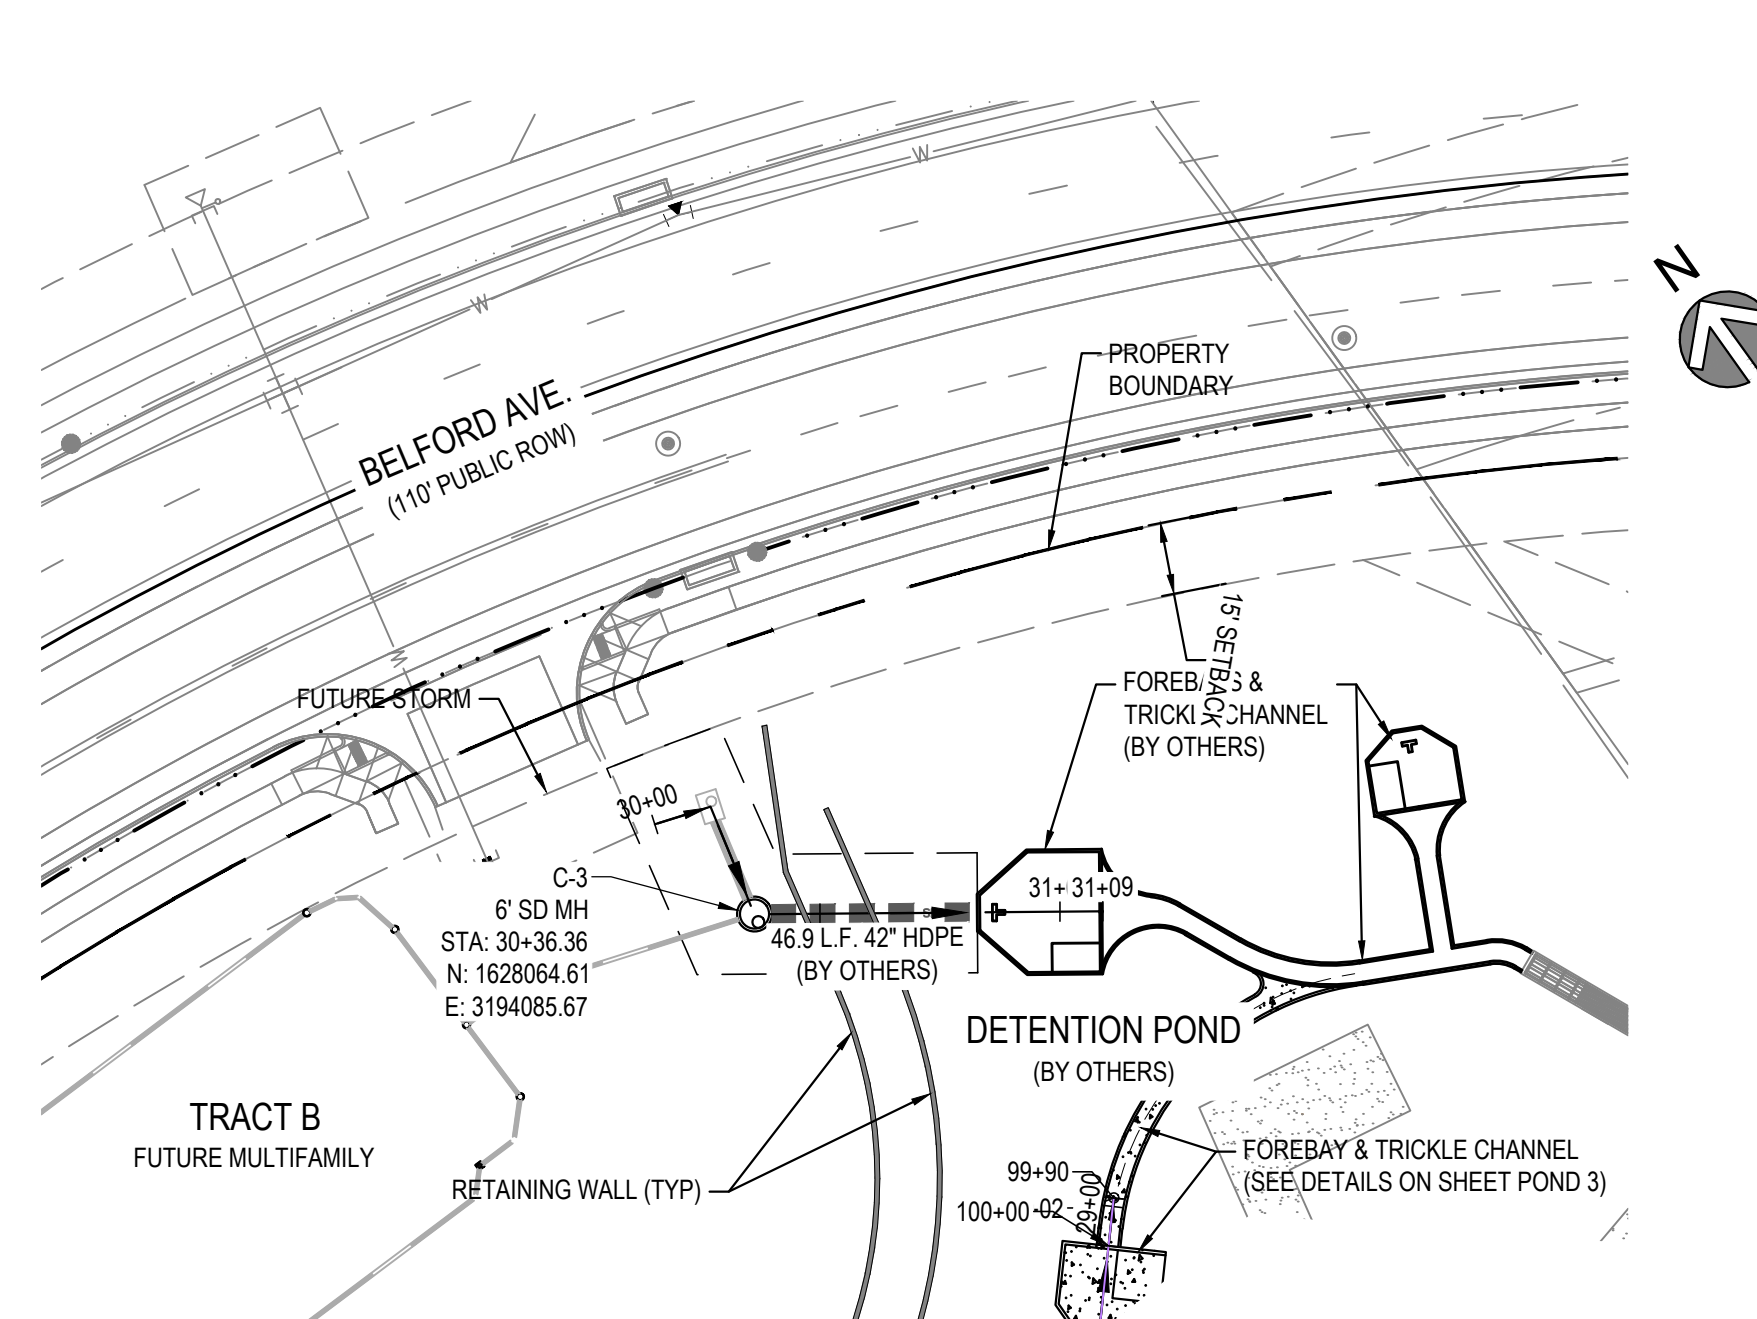 N
W
W
BELFORD AVE.
(110' PUBLIC ROW)
PROPERTY
BOUNDARY
15' SETBACK
W
FUTURE STORM
& 
TRICKLE CHANNEL
(BY OTHERS)
30+00
C-3
6' SD MH
STA: 30+36.36
N: 1628064.61
E: 3194085.67
31+09
46.9 L.F. 42" HDPE
(BY OTHERS)
DETENTION POND
(BY OTHERS)
TRACT B
FUTURE MULTIFAMILY
RETAINING WALL (TYP)
FOREBAY & TRICKLE CHANNEL
(SEE DETAILS ON SHEET POND 3)
99+90
100+00
29+00